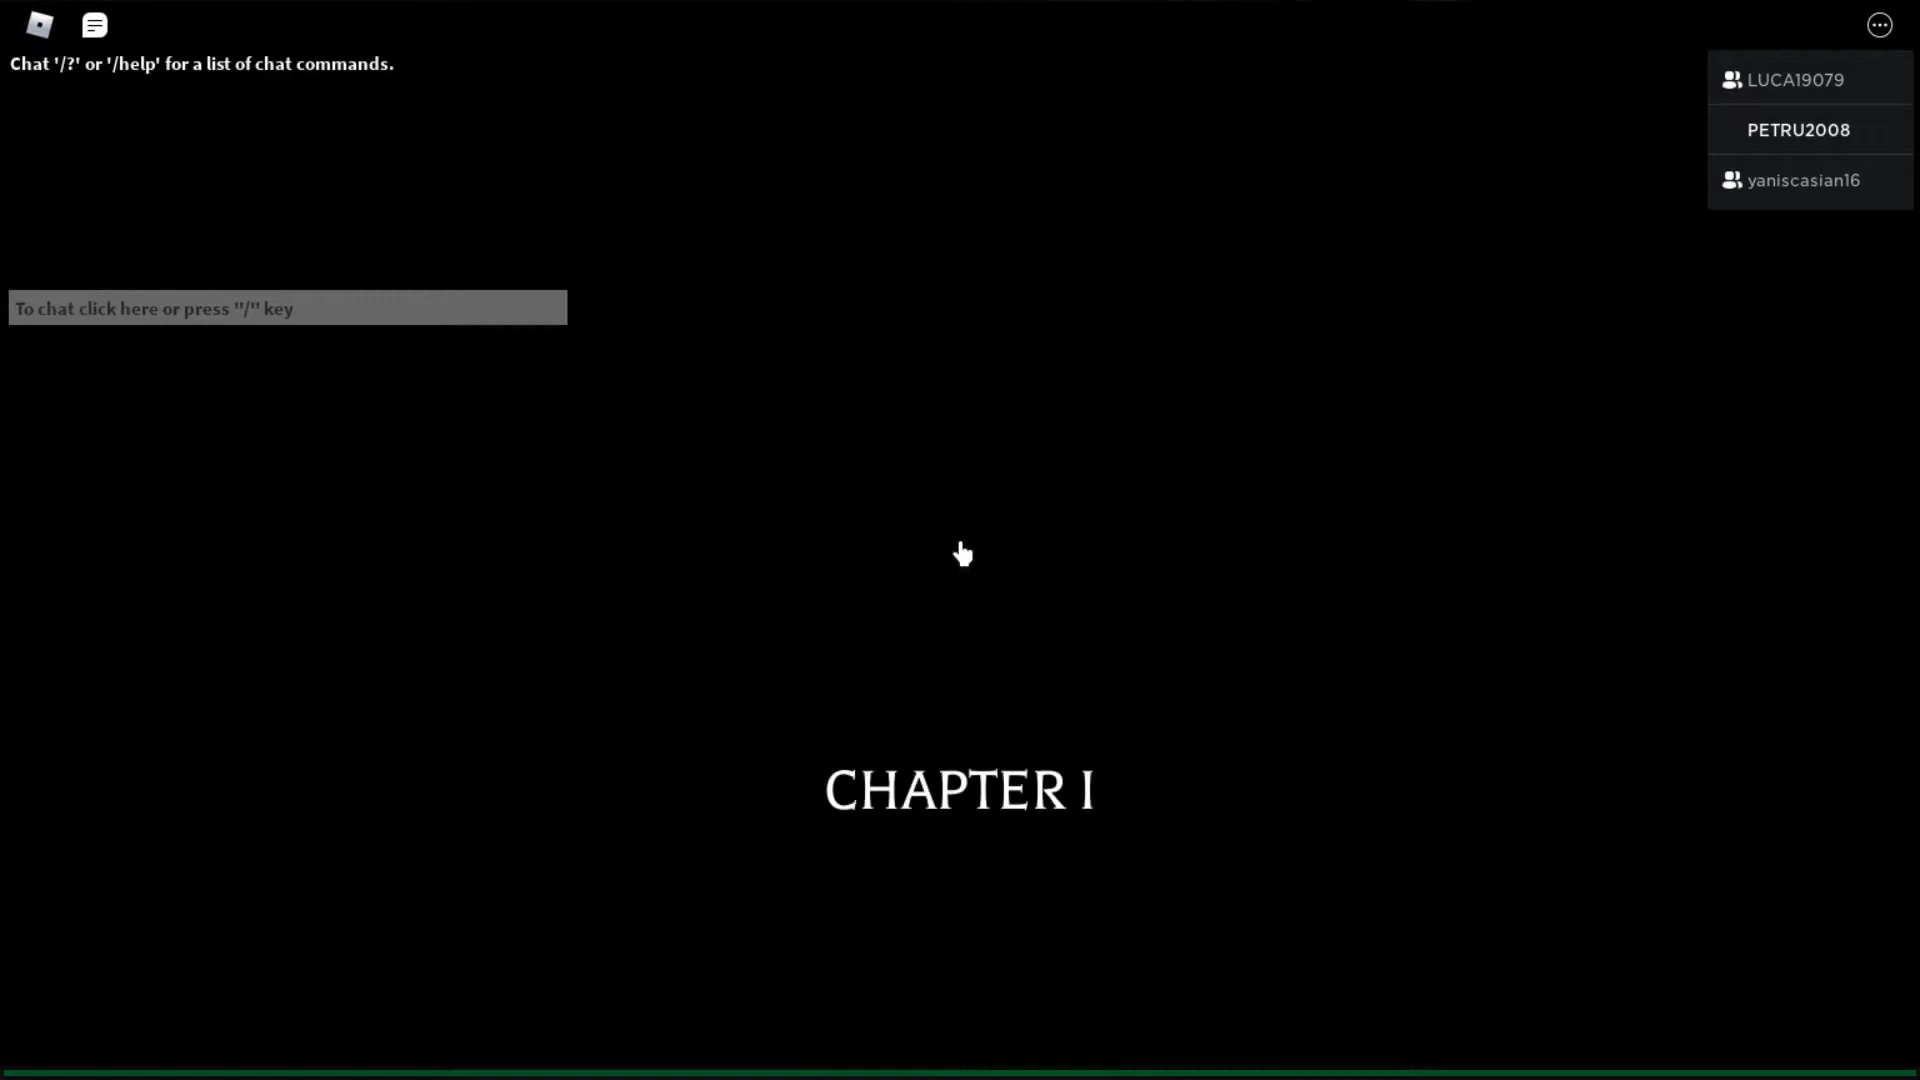 Chat '/?' or '/help' for a list of chat commands.
LUCA19079
PETRU2008
yaniscasian16
To chat click here or press "/" key
CHAPTER I